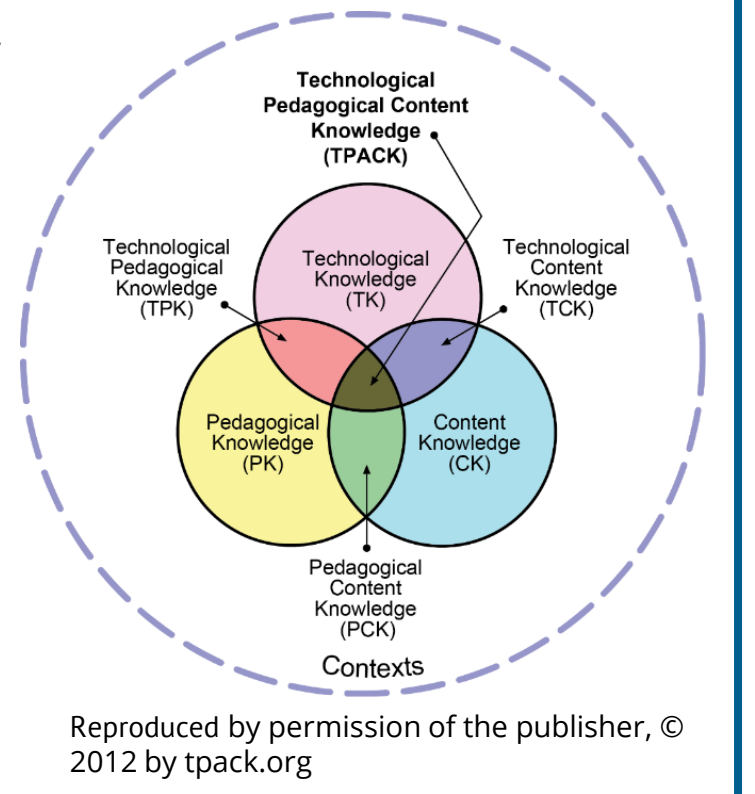 Technological
Pedagogical Content
Knowledge
(TPACK)
Technological
Pedagogical
Knowledge
(TPK)
Technological
Knowledge
(TK)
Technological
Content
Knowledge
(TCK)
Pedagogical
Knowledge
(PK)
Content
Knowledge
(CK)
Pedagogical
Content
Knowledge
(PCK)
Contexts
Reproduced by permission of the publisher, ©
2012 by tpack.org